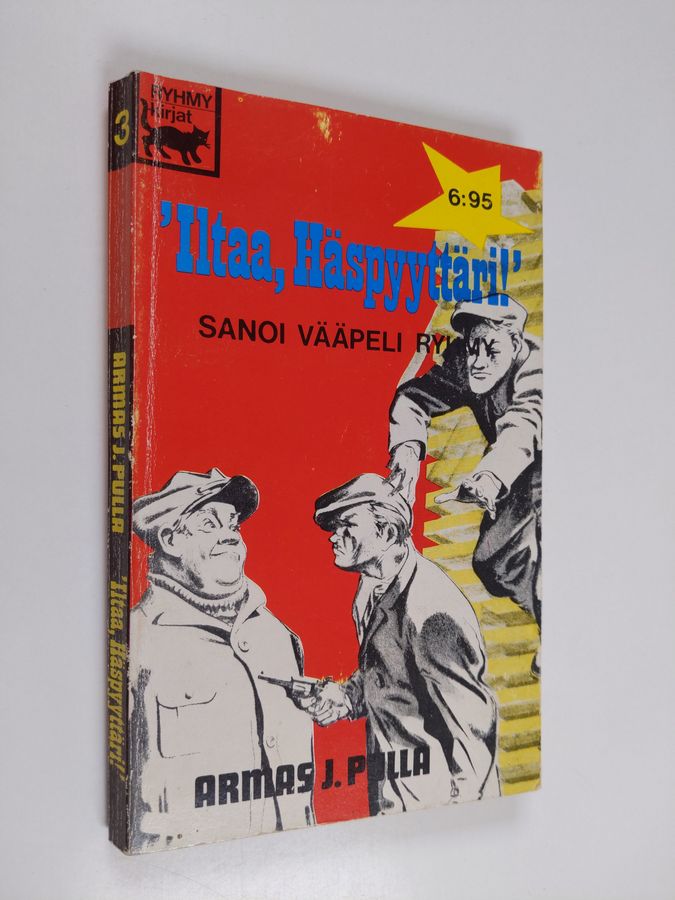 RYHMY
Kirjat
6:95
'Iltaa, Häspyyttäri!'
SANOI VÄÄPELI RYHMY
ARMAS J. PULLA
3
ARMAS J. PULLA
'Iltaa, Häspyyttäri!'